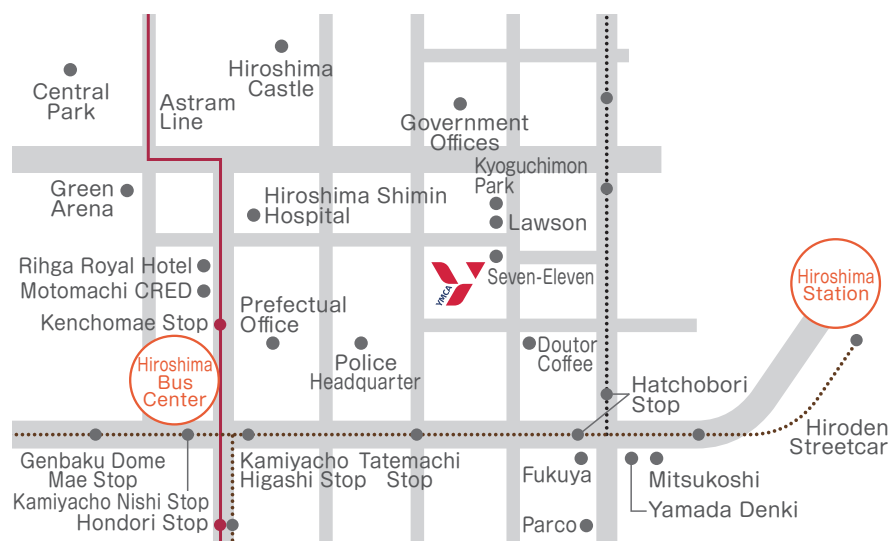 Central
Park
Astram
Line
Hiroshima
Castle
Government
Offices
Kyoguchimon
Park
Green
Arena
Hiroshima Shimin
Hospital
Lawson
Rihga Royal Hotel
Motomachi CRED
YMCA
Seven-Eleven
Hiroshima
Station
Kenchomae Stop
Prefectual
Office
Police
Headquarter
Doutor
Coffee
Hiroshima
Bus
Center
Hatchobori
Stop
Hiroden
Streetcar
Genbaku Dome
Mae Stop
Kamiyacho Nishi Stop
Hondori Stop
Kamiyacho
Higashi Stop
Tatemachi
Stop
Fukuya
Mitsukoshi
Yamada Denki
Parco